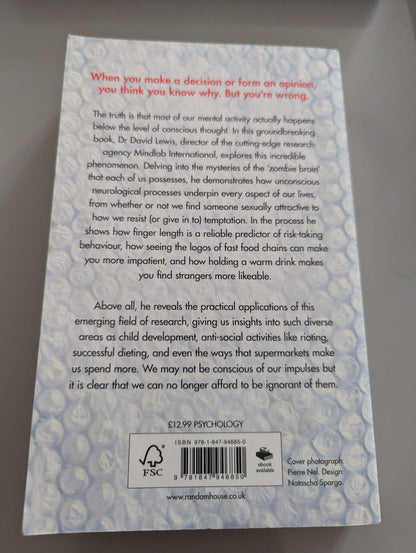 When you make a decision or form an opinion,
you think you know why. But you're wrong.
The truth is that most of our mental activity actually happens
below the level of conscious thought. In this groundbreaking
book, Dr David Lewis, director of the cutting-edge research
agency Mindlab International, explores this incredible
phenomenon. Delving into the mysteries of the 'zombie brain'
that each of us possesses, he demonstrates how unconscious
neurological processes underpin every aspect of our lives,
from whether or not we find someone sexually attractive to
how we resist (or give in to) temptation. In the process he
shows how finger length is a reliable predictor of risk-taking
behaviour, how seeing the logos of fast food chains can make
you more impatient, and how holding a warm drink makes
you find strangers more likeable.
Above all, he reveals the practical applications of this
emerging field of research, giving us insights into such diverse
areas as child development, anti-social activities like rioting,
successful dieting, and even the ways that supermarkets make
us spend more. We may not be conscious of our impulses but
it is clear that we can no longer afford to be ignorant of them.
£12.99 PSYCHOLOGY
FSC
ISBN 978-1-847-94685-0
9 781847 946850
ebook
available
Cover photograph:
Pierre Nel. Design:
Natascha Spargo.
www.randomhouse.co.uk